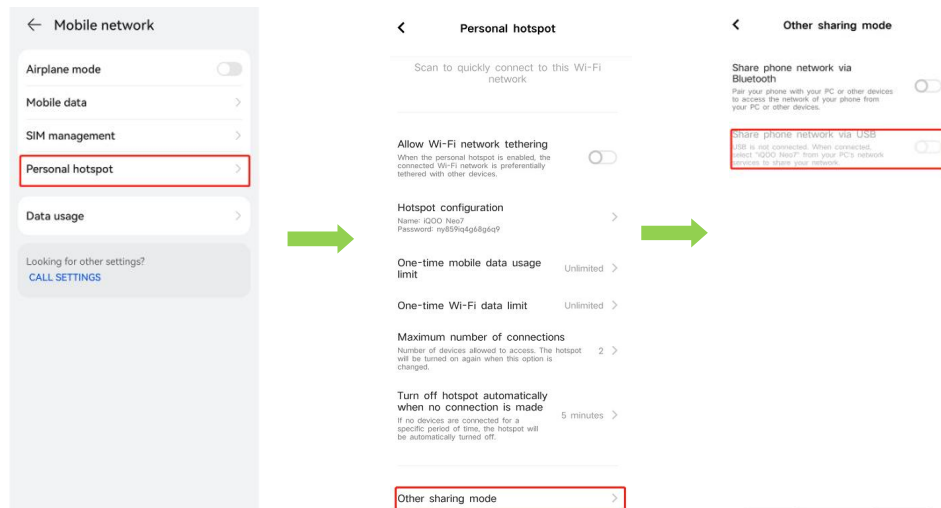 Mobile network
Airplane mode
Mobile data
SIM management
Personal hotspot
Data usage
Looking for other settings?
CALL SETTINGS
Personal hotspot
Scan to quickly connect to this Wi-Fi
network
Allow Wi-Fi network tethering
When the personal hotspot is enabled, the
connected Wi-Fi network is preferentially
tethered with other devices.
Hotspot configuration
Name: iQOO Neo7
Password: ny859iq4g68g6q9
One-time mobile data usage
limit
Unlimited
One-time Wi-Fi data limit
Unlimited
Maximum number of connections
Number of devices allowed to access. The hotspot
will be turned on again when this option is
changed.
2
Turn off hotspot automatically
when no connection is made
If no devices are connected for a
specific period of time, the hotspot will
be automatically turned off.
5 minutes
Other sharing mode
Other sharing mode
Share phone network via
Bluetooth
Pair your phone with your PC or other devices
to access the network of your phone from
your PC or other devices.
Share phone network via USB
USB is not connected. When connected,
select "iQOO Neo7" from your PC's network
services to share your network.